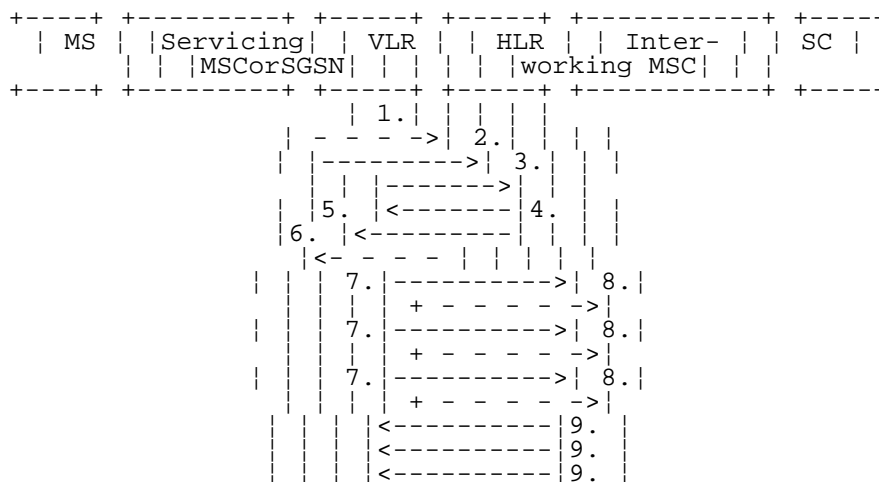 +----+ +---------+ +-----+ +-----+ +-----------+ +----
¦ MS ¦ ¦Servicing¦ ¦ VLR ¦ ¦ HLR ¦ ¦ Inter- ¦ ¦ SC ¦
¦ ¦ ¦MSCorSGSN¦ ¦ ¦ ¦ ¦ ¦working MSC¦ ¦ ¦
+----+ +---------+ +-----+ +-----+ +-----------+ +----
¦ 1.¦ ¦ ¦ ¦ ¦
¦ - - - ->¦ 2.¦ ¦ ¦ ¦
¦ ¦--------->¦ 3.¦ ¦ ¦
¦ ¦ ¦------->¦ ¦ ¦
¦ ¦5. ¦<-------¦4. ¦ ¦
¦6. ¦<---------¦ ¦ ¦ ¦
¦<- - - - ¦ ¦ ¦ ¦ ¦
¦ ¦ ¦ 7.¦---------->¦ 8.¦
¦ ¦ ¦ ¦ + - - - - ->¦
¦ ¦ ¦ 7.¦---------->¦ 8.¦
¦ ¦ ¦ ¦ + - - - - ->¦
¦ ¦ ¦ 7.¦---------->¦ 8.¦
¦ ¦ ¦ ¦ + - - - - ->¦
¦ ¦ ¦ ¦<----------¦9. ¦
¦ ¦ ¦ ¦<----------¦9. ¦
¦ ¦ ¦ ¦<----------¦9. ¦